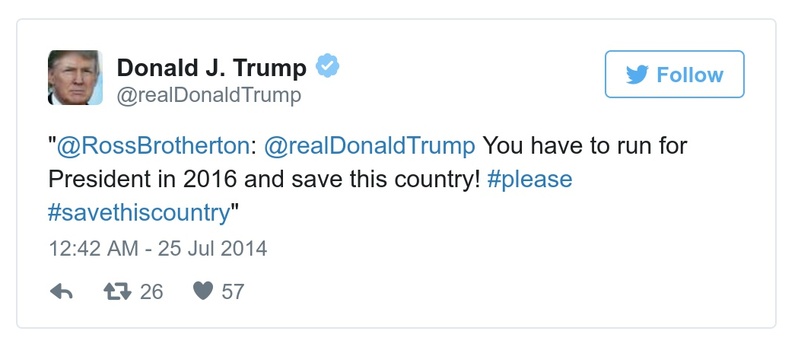 Donald J. Trump
@realDonaldTrump
Follow
"@RossBrotherton: @realDonaldTrump You have to run for
President in 2016 and save this country! #please
#savethiscountry"
12:42 AM - 25 Jul 2014
26 57